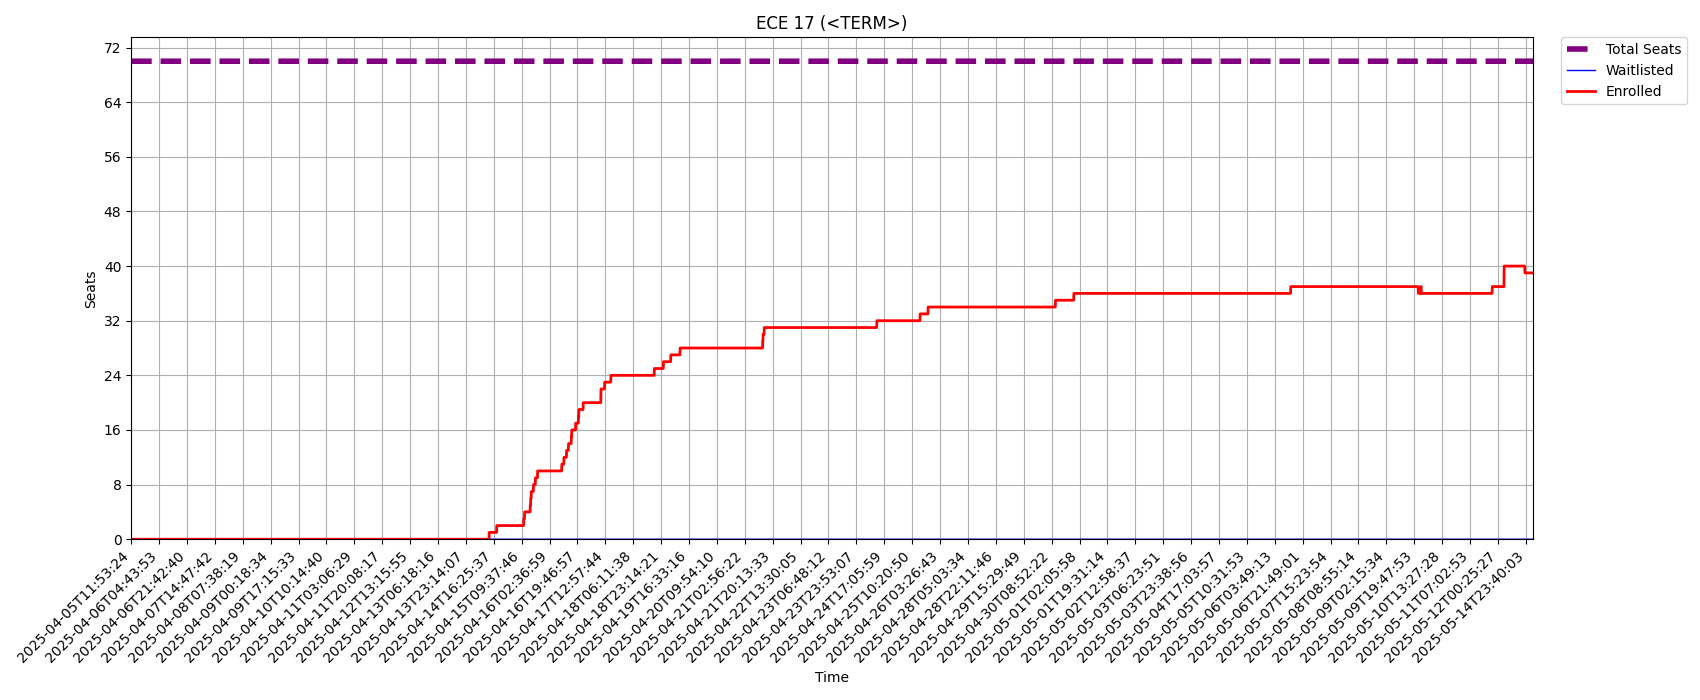 ECE 17 (<TERM>)
Total Seats
Waitlisted
Enrolled
Seats
72
64
56
48
40
32
24
16
8
0
2025-04-05T11:53:24
2025-04-06T04:43:53
2025-04-06T21:42:40
2025-04-07T14:47:42
2025-04-08T07:38:19
2025-04-09T00:18:34
2025-04-09T17:15:33
2025-04-10T10:14:40
2025-04-11T03:06:29
2025-04-11T20:08:17
2025-04-12T13:15:55
2025-04-13T06:18:16
2025-04-13T23:14:07
2025-04-14T16:25:37
2025-04-15T09:37:46
2025-04-16T02:36:59
2025-04-16T19:46:57
2025-04-17T12:57:44
2025-04-18T06:11:38
2025-04-18T23:14:21
2025-04-19T16:33:16
2025-04-20T09:54:10
2025-04-21T02:56:22
2025-04-21T20:13:33
2025-04-22T13:30:05
2025-04-23T06:48:12
2025-04-23T23:53:07
2025-04-24T17:05:59
2025-04-25T10:20:50
2025-04-26T03:26:43
2025-04-28T05:03:34
2025-04-28T22:11:46
2025-04-29T15:29:49
2025-04-30T08:52:22
2025-05-01T02:05:58
2025-05-01T19:31:14
2025-05-02T12:58:37
2025-05-03T06:23:51
2025-05-03T23:38:56
2025-05-04T17:03:57
2025-05-05T10:31:53
2025-05-06T03:49:13
2025-05-06T21:49:01
2025-05-07T15:23:54
2025-05-08T08:55:14
2025-05-09T02:15:34
2025-05-09T19:47:53
2025-05-10T13:27:28
2025-05-11T07:02:53
2025-05-12T00:25:27
2025-05-14T23:40:03
Time